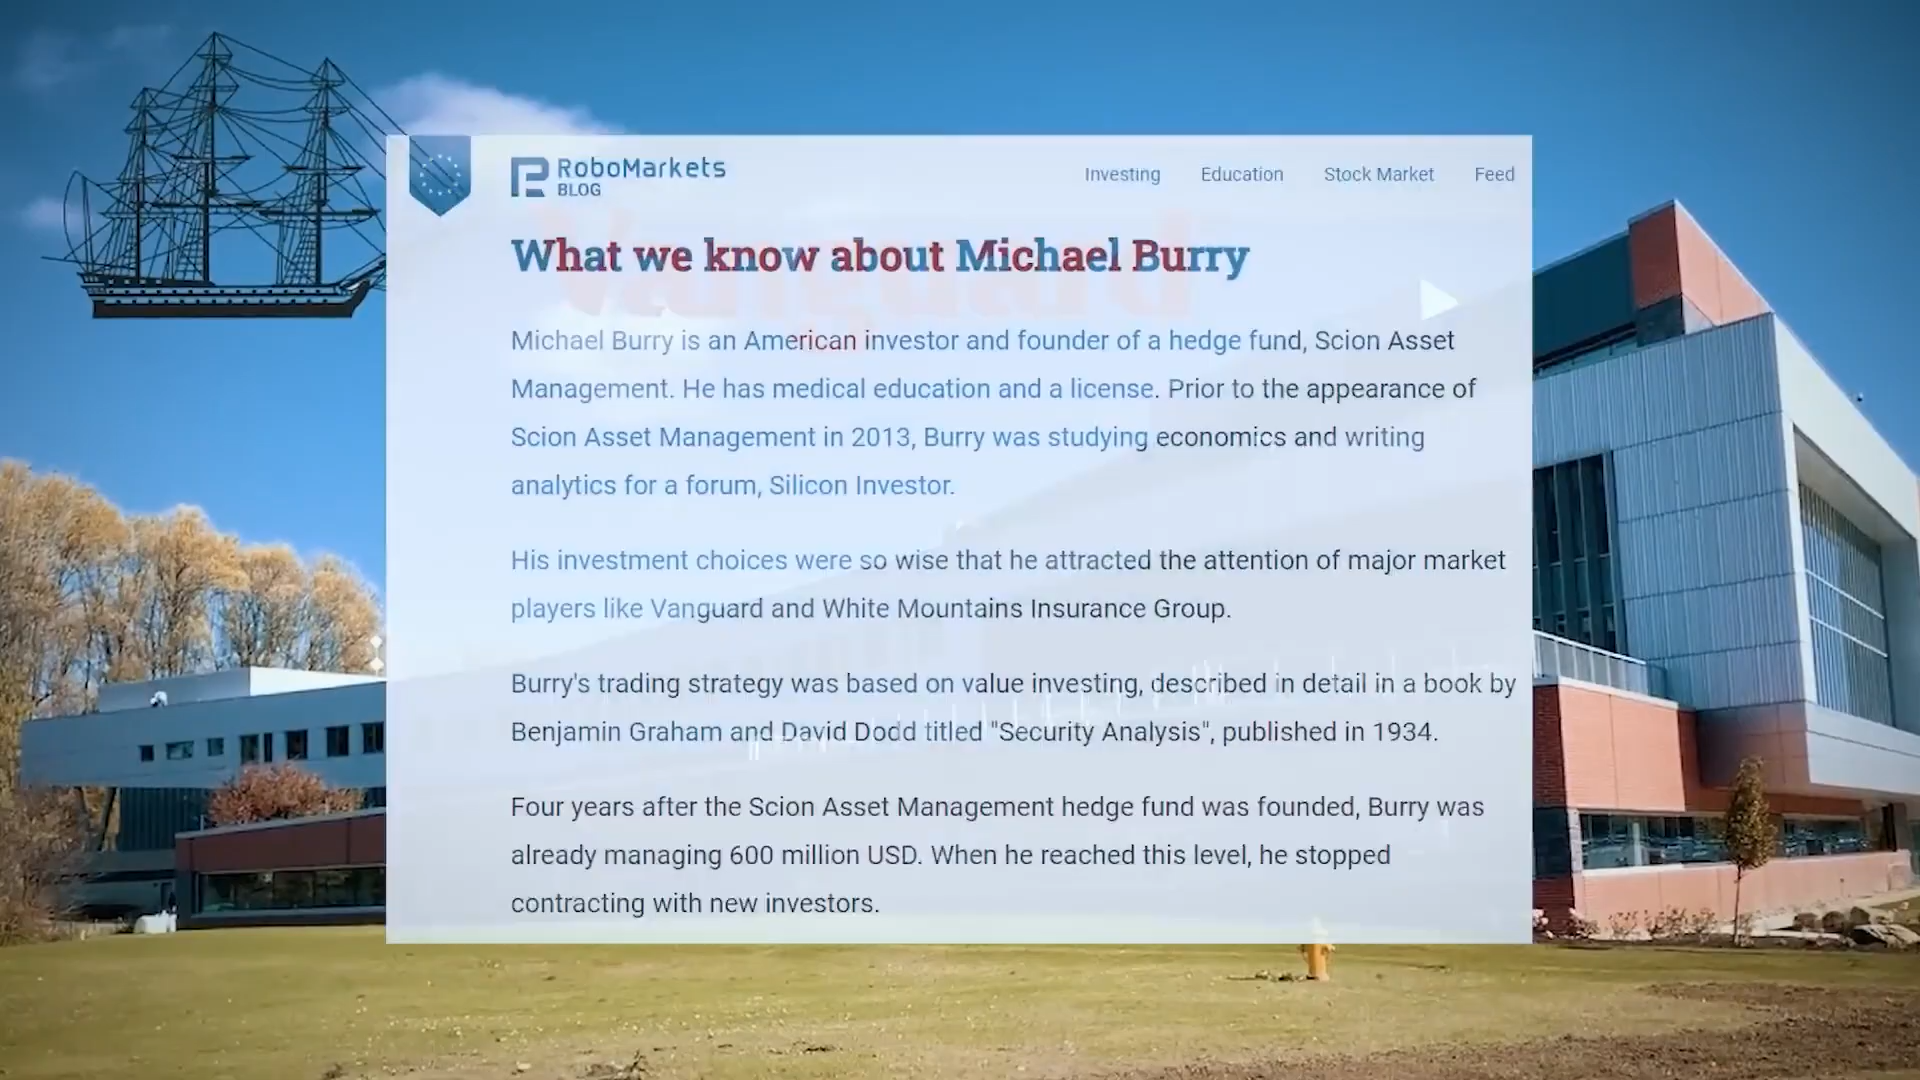 RoboMarkets
BLOG
Investing Education Stock Market Feed
Vanguard
What we know about Michael Burry
Michael Burry is an American investor and founder of a hedge fund, Scion Asset
Management. He has medical education and a license. Prior to the appearance of
Scion Asset Management in 2013, Burry was studying economics and writing
analytics for a forum, Silicon Investor.
His investment choices were so wise that he attracted the attention of major market
players like Vanguard and White Mountains Insurance Group.
Burry's trading strategy was based on value investing, described in detail in a book by
Benjamin Graham and David Dodd titled "Security Analysis", published in 1934.
Four years after the Scion Asset Management hedge fund was founded, Burry was
already managing 600 million USD. When he reached this level, he stopped
contracting with new investors.